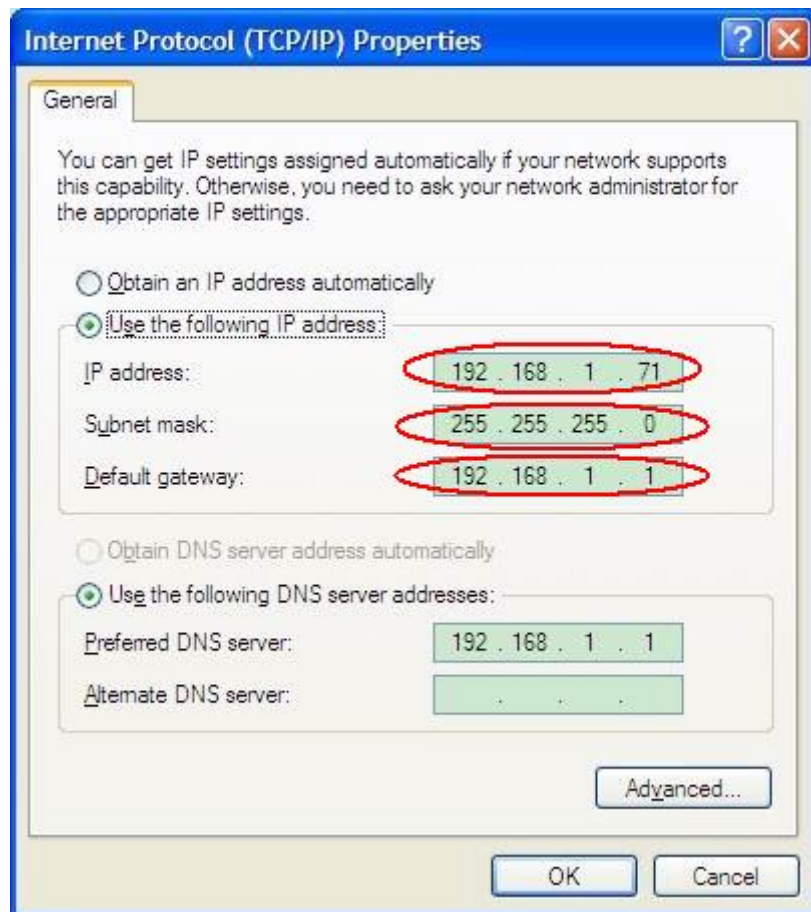 Internet Protocol (TCP/IP) Properties
?
General
You can get IP settings assigned automatically if your network supports
this capability. Otherwise, you need to ask your network administrator for
the appropriate IP settings.
Obtain an IP address automatically
Use the following IP address:
IP address: 192 . 168 . 1 . 71
Subnet mask: 255 . 255 . 255 . 0
Default gateway: 192 . 168 . 1 . 1
Obtain DNS server address automatically
Use the following DNS server addresses:
Preferred DNS server: 192 . 168 . 1 . 1
Alternate DNS server: . . .
Advanced...
OK Cancel